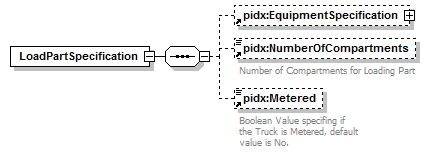 pidx:EquipmentSpecification
LoadPartSpecification
pidx:NumberOfCompartments
Number of Compartments for Loading Part
pidx:Metered
Boolean Value specifing if
the Truck is Metered, default
value is No.